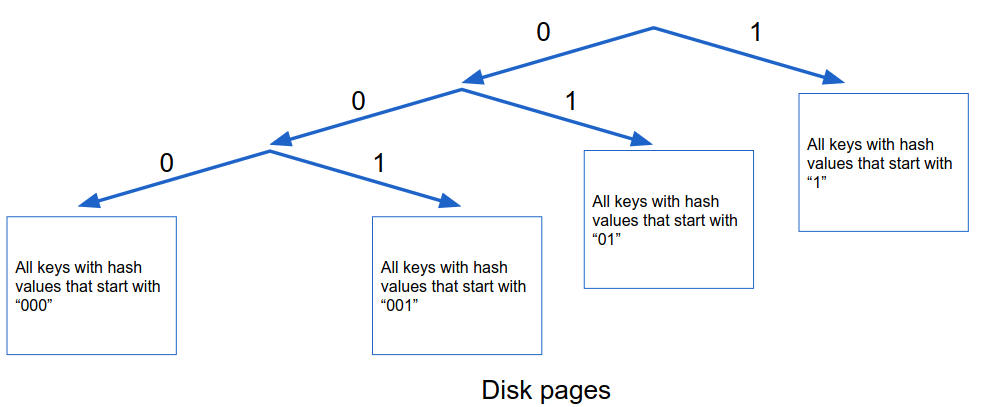 0
1
0
1
0
1
All keys with hash
values that start with
“1”
All keys with hash
values that start with
“01”
All keys with hash
values that start with
“000”
All keys with hash
values that start with
“001”
Disk pages